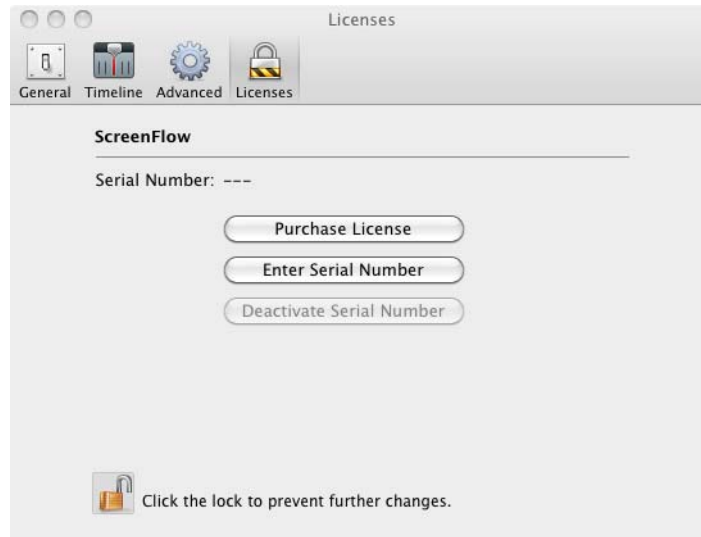 Licenses
General Timeline Advanced Licenses
ScreenFlow
Serial Number: ---
Purchase License
Enter Serial Number
Deactivate Serial Number
Click the lock to prevent further changes.